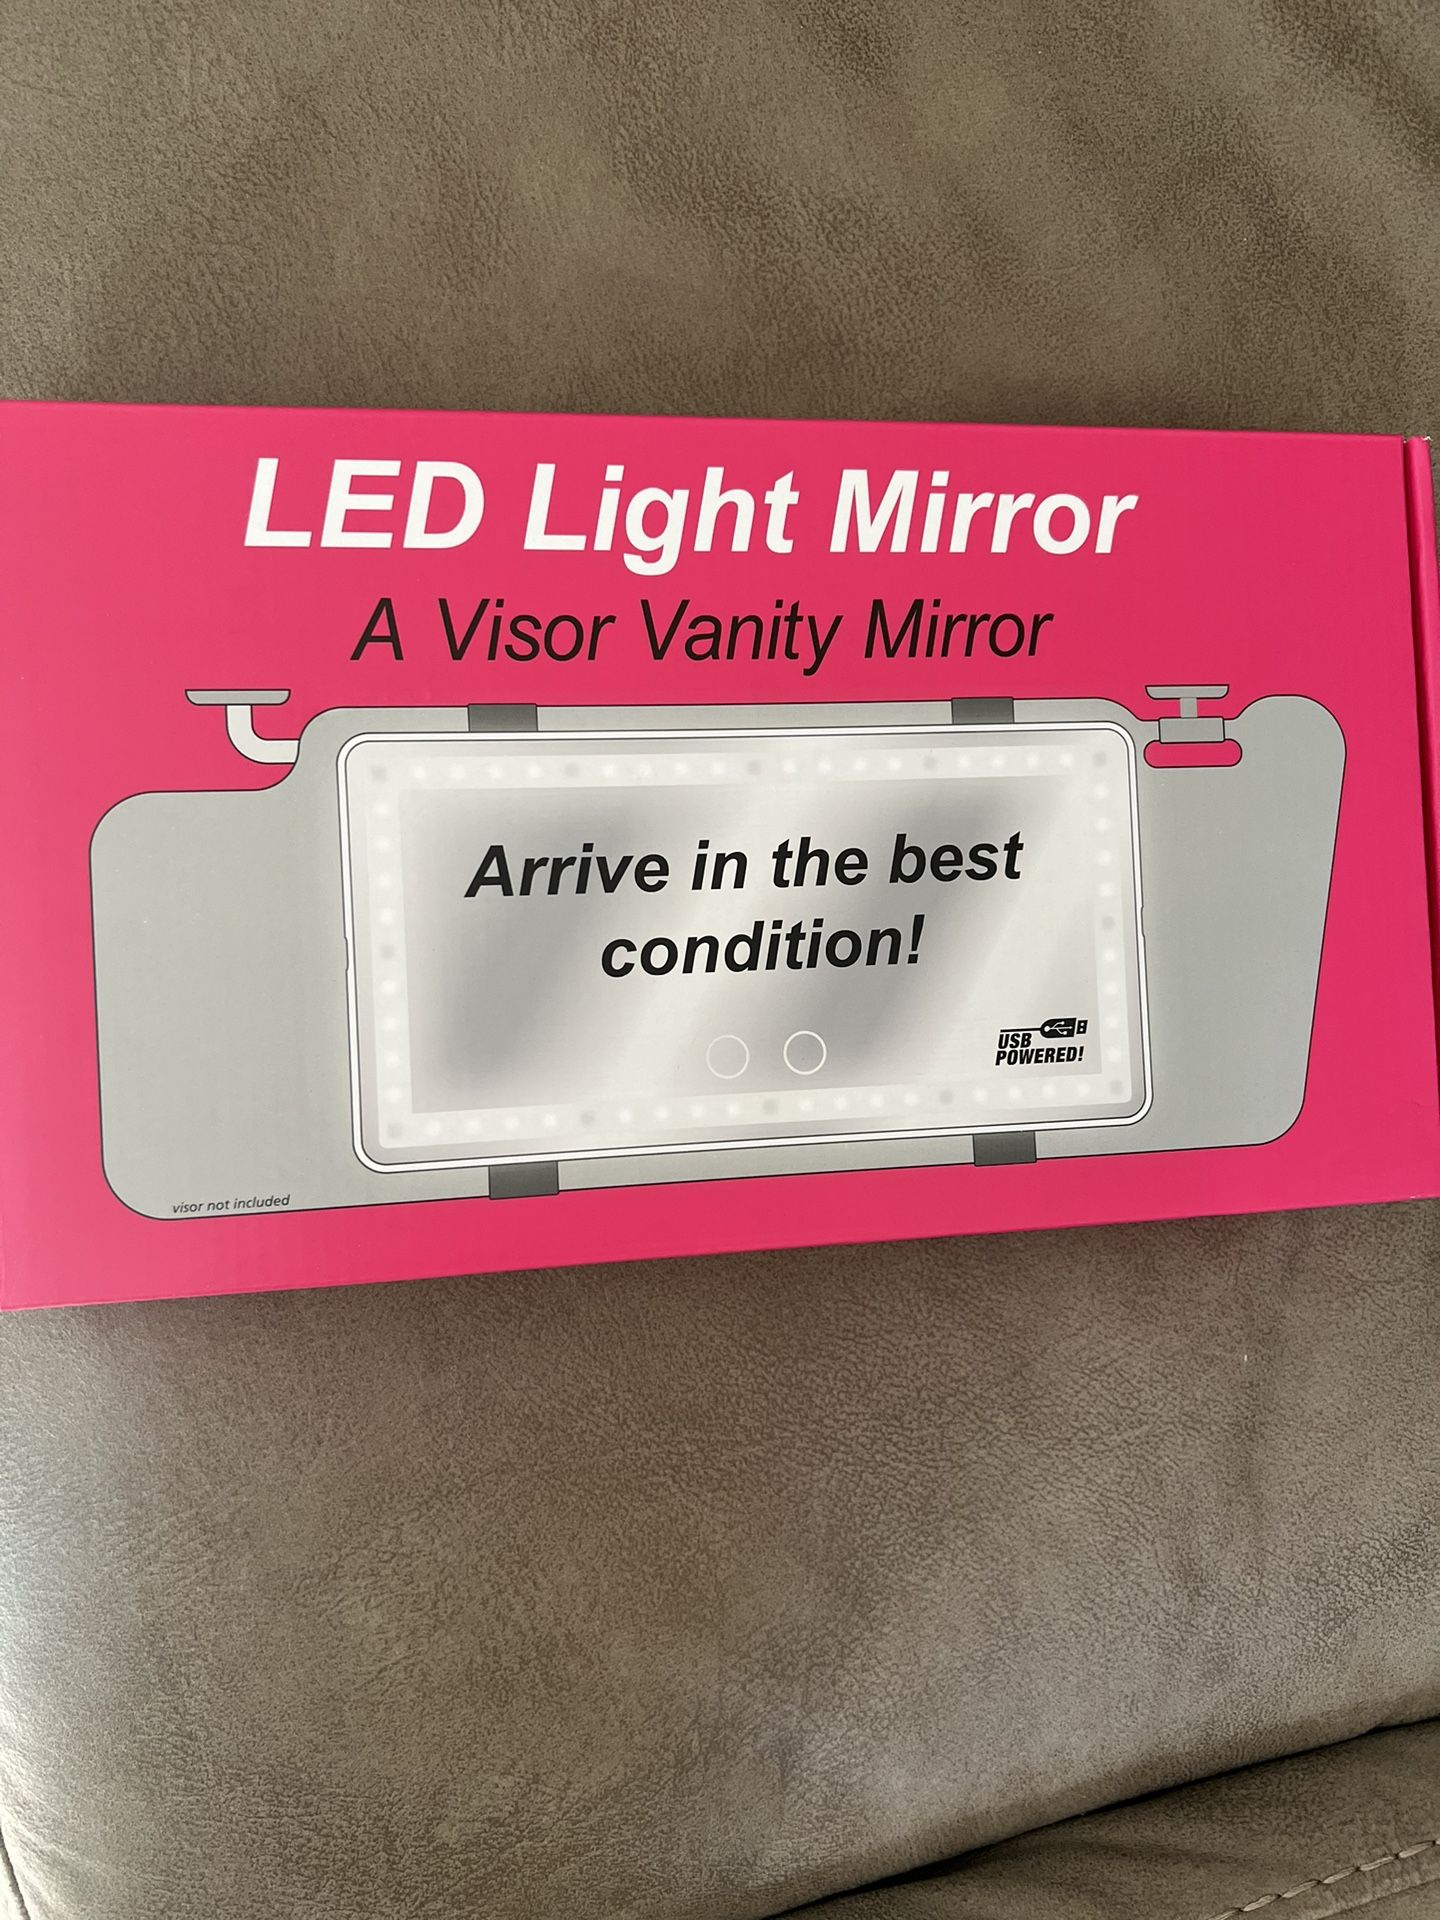 LED Light Mirror
A Visor Vanity Mirror
Arrive in the best
condition!
USB
POWERED!
visor not included